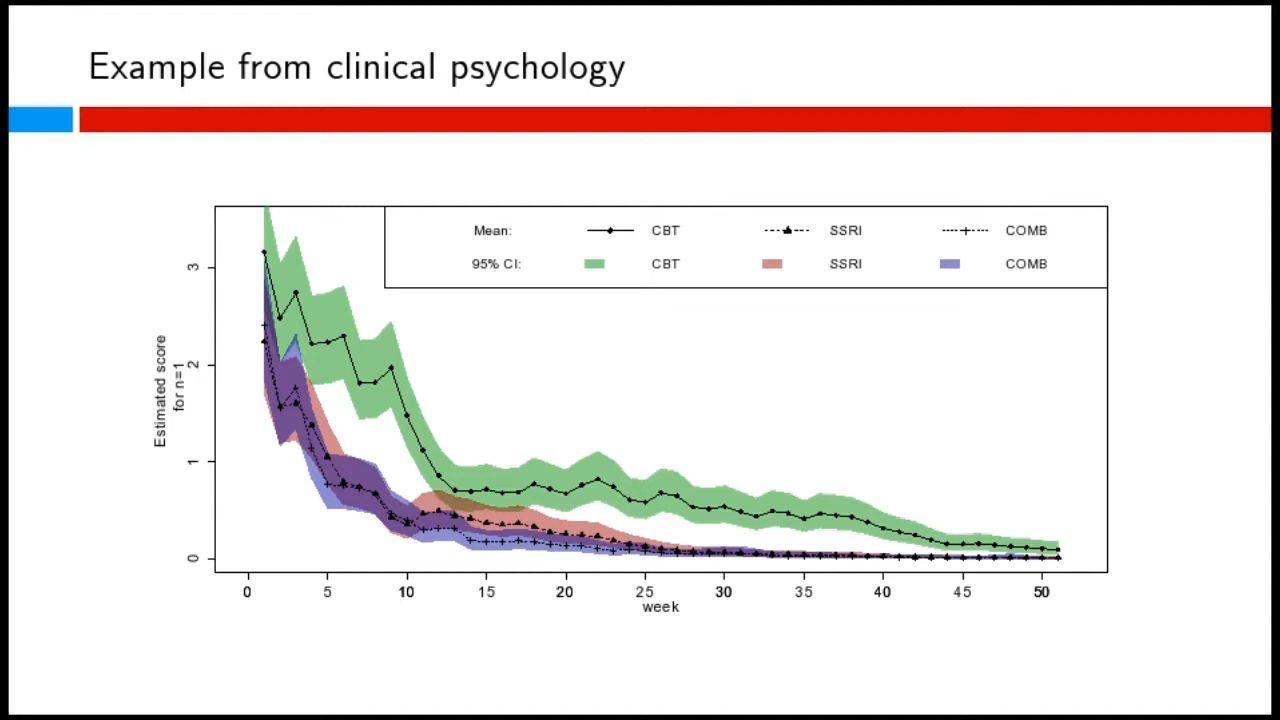 Example from clinical psychology
Mean: CBT SSRI COMB
95% CI: CBT SSRI COMB
Estimated score
for n=1
3
2
1
0
0 5 10 15 20 25 30 35 40 45 50
week